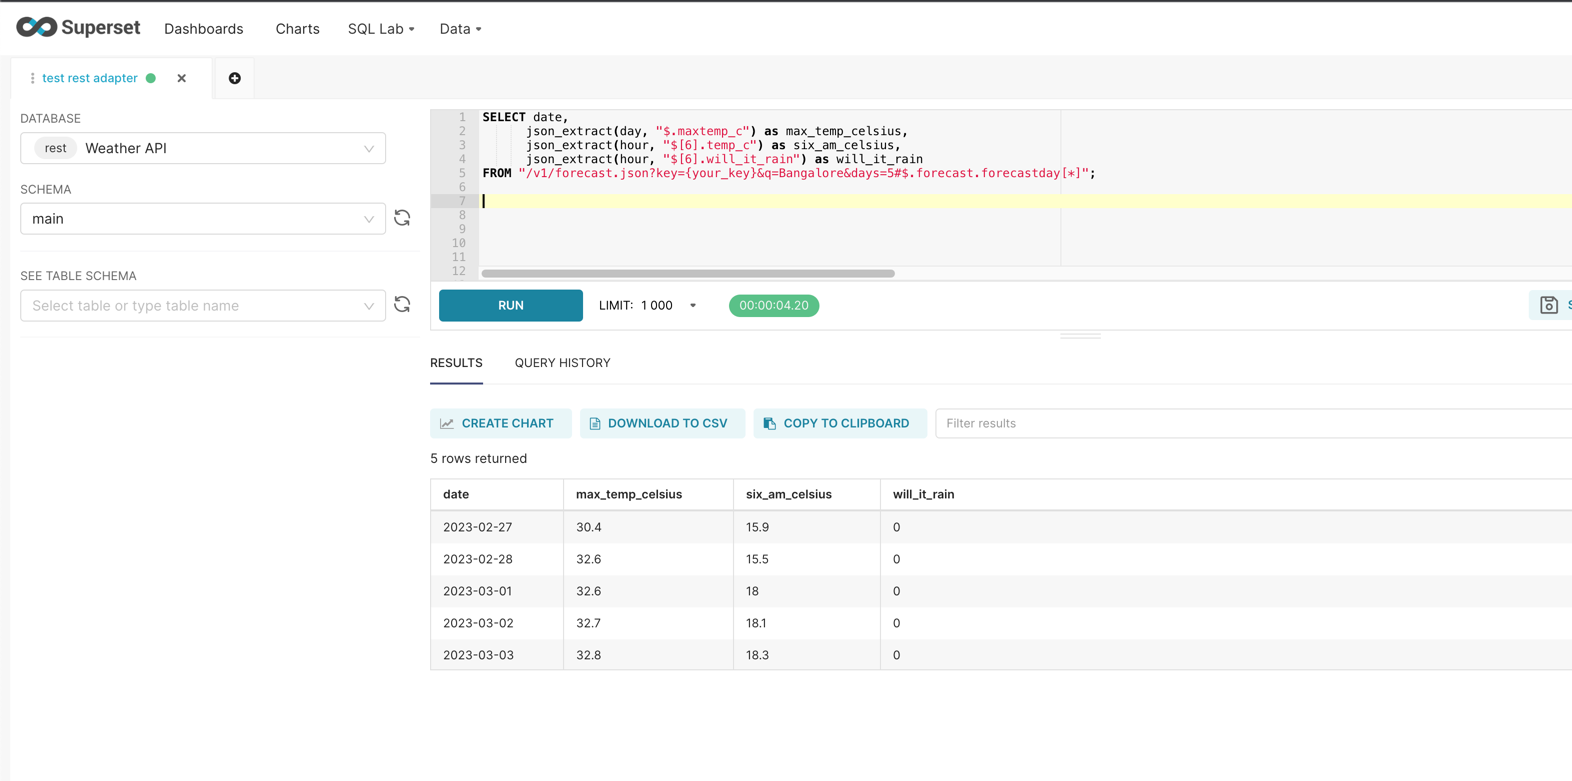 Superset Dashboards Charts SQL Lab Data
test rest adapter
DATABASE
rest Weather API
SCHEMA
main
SEE TABLE SCHEMA
Select table or type table name
1 SELECT date,
2 json_extract(day, "$.maxtemp_c") as max_temp_celsius,
3 json_extract(hour, "$[6].temp_c") as six_am_celsius,
4 json_extract(hour, "$[6].will_it_rain") as will_it_rain
5 FROM "/v1/forecast.json?key={your_key}&q=Bangalore&days=5#$.forecast.forecastday[*]";
6
7
8
9
10
11
12
RUN LIMIT: 1 000 00:00:04.20
RESULTS QUERY HISTORY
CREATE CHART DOWNLOAD TO CSV COPY TO CLIPBOARD Filter results
5 rows returned
date max_temp_celsius six_am_celsius will_it_rain
2023-02-27 30.4 15.9 0
2023-02-28 32.6 15.5 0
2023-03-01 32.6 18 0
2023-03-02 32.7 18.1 0
2023-03-03 32.8 18.3 0